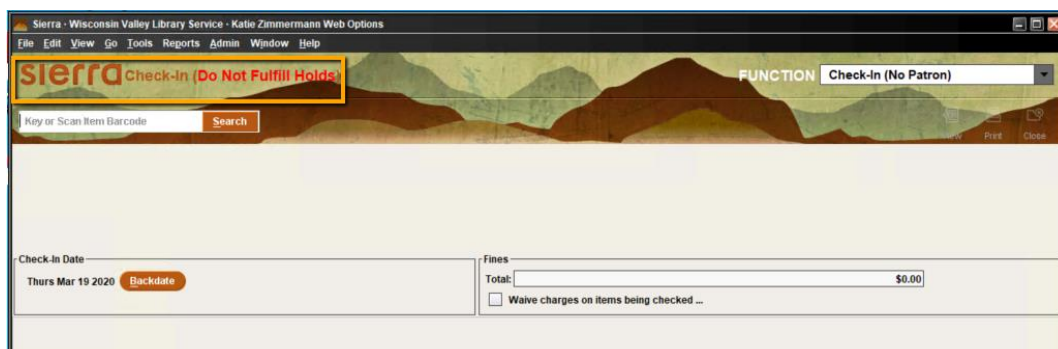 Sierra · Wisconsin Valley Library Service · Katie Zimmermann Web Options
File Edit View Go Tools Reports Admin Window Help
sierra Check-In (Do Not Fulfill Holds)
FUNCTION Check-In (No Patron)
Key or Scan Item Barcode Search
Print Close
Check-In Date
Fines
Thurs Mar 19 2020 Backdate
Total: $0.00
Waive charges on items being checked ...